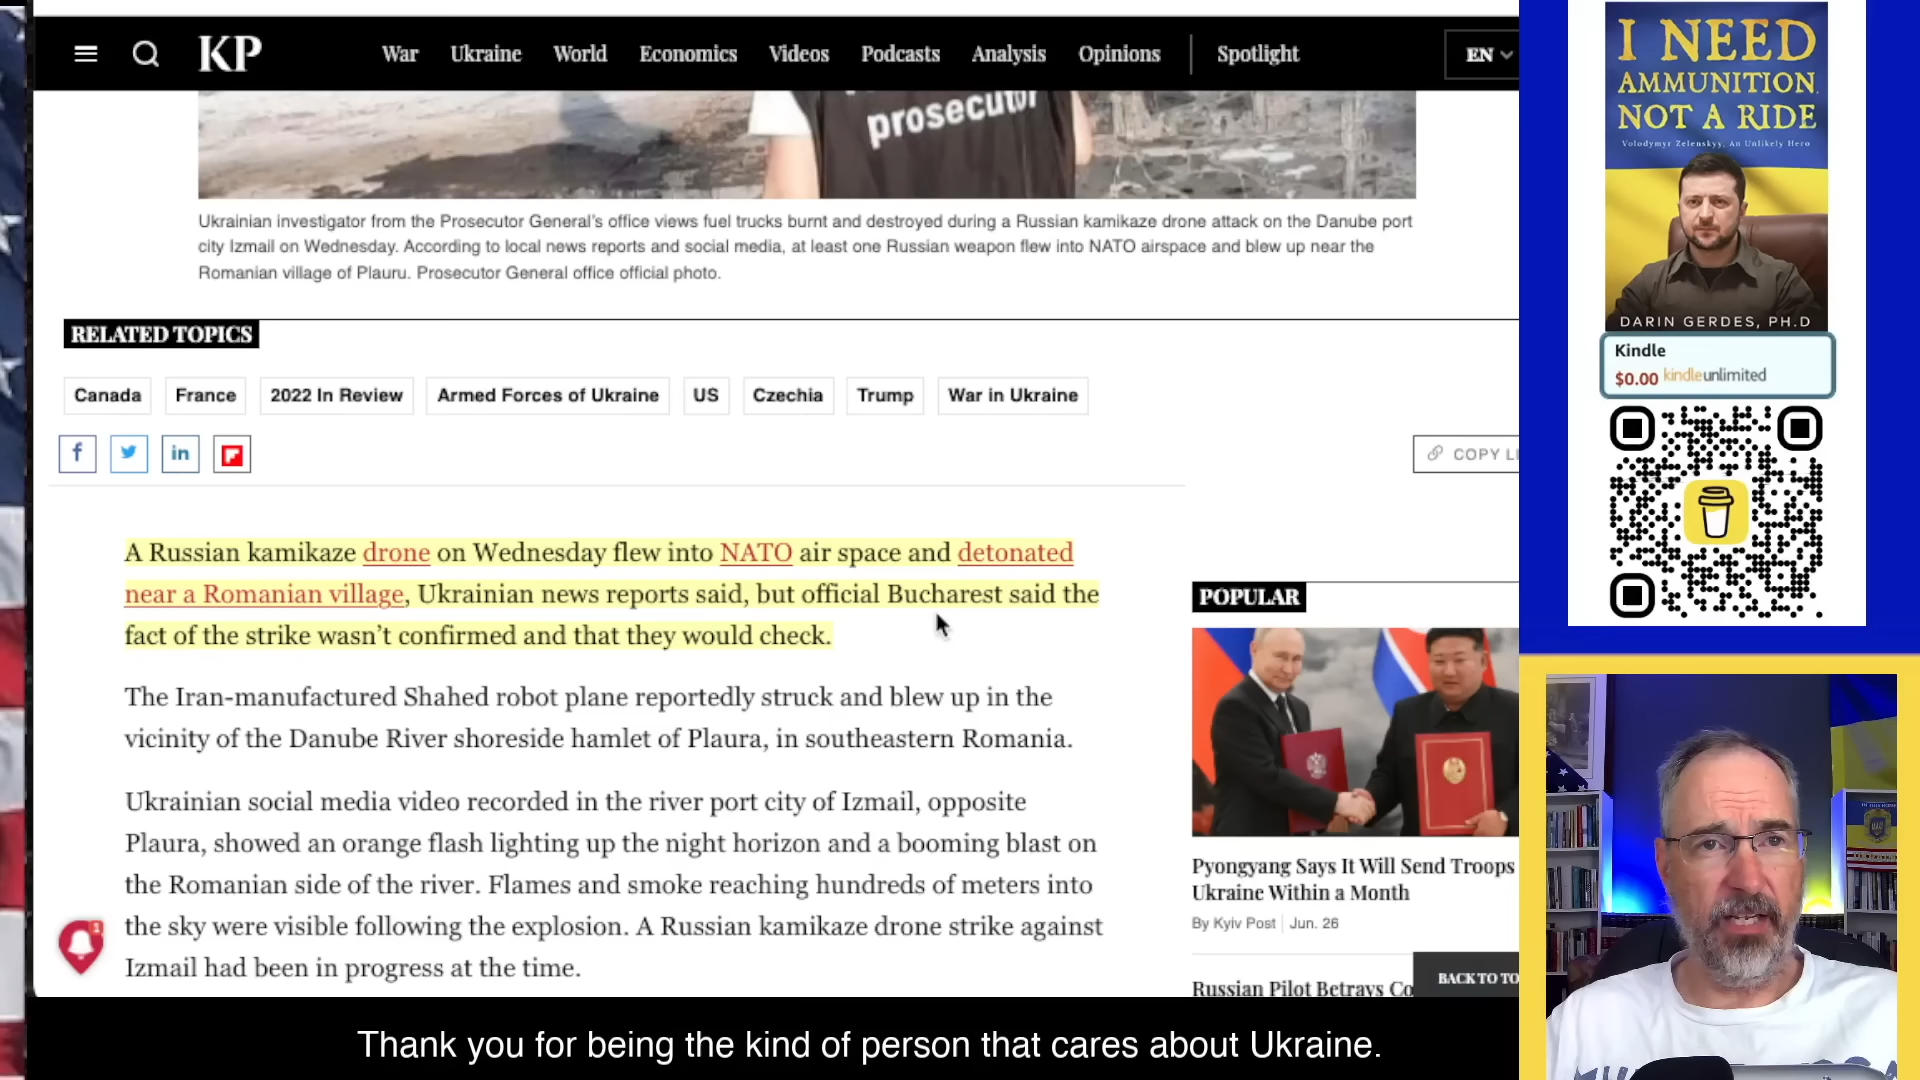 KP
War
Ukraine
World
Economics
Videos
Podcasts
Analysis
Opinions
Spotlight
EN
prosecutor
Ukrainian investigator from the Prosecutor General's office views fuel trucks burnt and destroyed during a Russian kamikaze drone attack on the Danube port
city Izmail on Wednesday. According to local news reports and social media, at least one Russian weapon flew into NATO airspace and blew up near the
Romanian village of Plauru. Prosecutor General office official photo.
RELATED TOPICS
Canada
France
2022 In Review
Armed Forces of Ukraine
US
Czechia
Trump
War in Ukraine
f
in
COPY LI
A Russian kamikaze drone on Wednesday flew into NATO air space and detonated
near a Romanian village, Ukrainian news reports said, but official Bucharest said the
fact of the strike wasn't confirmed and that they would check.
The Iran-manufactured Shahed robot plane reportedly struck and blew up in the
vicinity of the Danube River shoreside hamlet of Plaura, in southeastern Romania.
Ukrainian social media video recorded in the river port city of Izmail, opposite
Plaura, showed an orange flash lighting up the night horizon and a booming blast on
the Romanian side of the river. Flames and smoke reaching hundreds of meters into
the sky were visible following the explosion. A Russian kamikaze drone strike against
Izmail had been in progress at the time.
1
POPULAR
Pyongyang Says It Will Send Troops
Ukraine Within a Month
By Kyiv Post | Jun. 26
Russian Pilot Betrays Co
BACK TO TO
I NEED
AMMUNITION,
NOT A RIDE
Volodymyr Zelenskyy, An Unlikely Hero
DARIN GERDES, PH.D
Kindle
$0.00 kindleunlimited
Thank you for being the kind of person that cares about Ukraine.